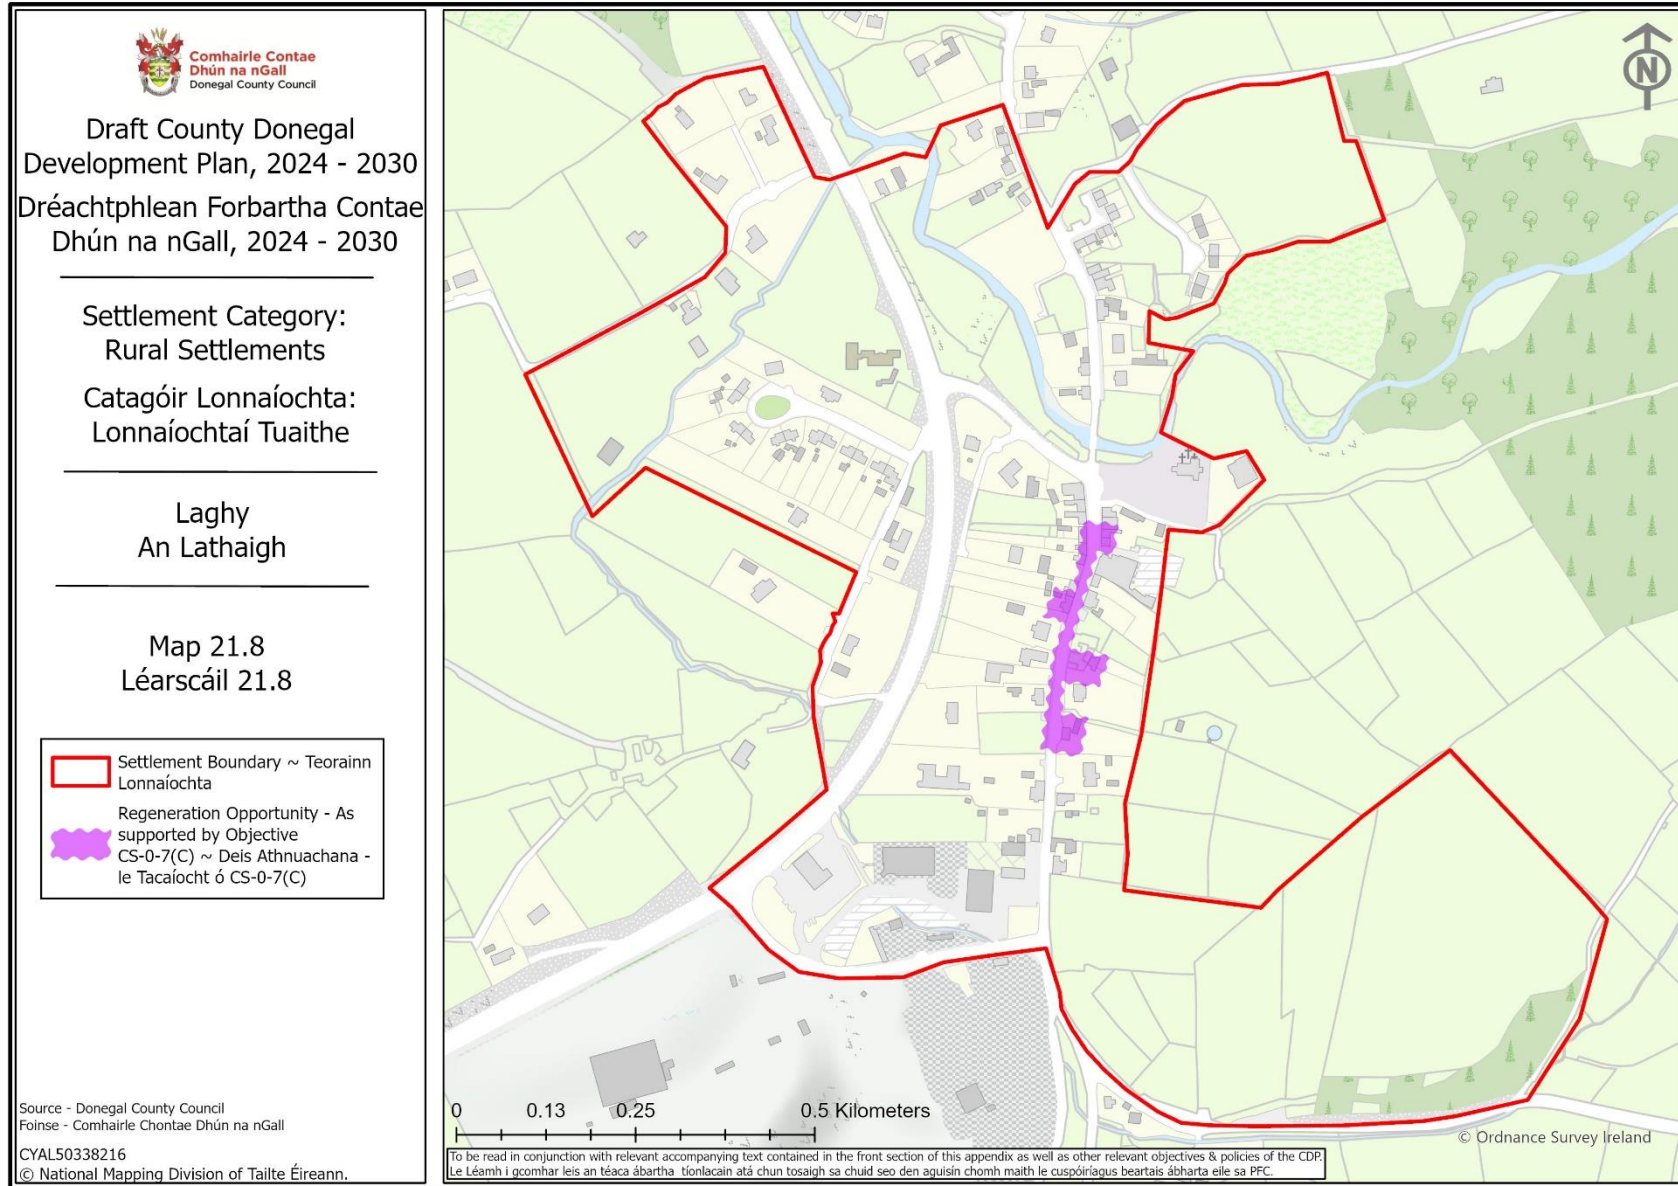 Comhairle Contae
Dhún na nGall
Donegal County Council
Draft County Donegal
Development Plan, 2024 - 2030
Dréachtphlean Forbartha Contae
Dhún na nGall, 2024 - 2030
Settlement Category:
Rural Settlements
Catagóir Lonnaíochta:
Lonnaíochtaí Tuaithe
Laghy
An Lathaigh
Map 21.8
Léarscáil 21.8
Settlement Boundary ~ Teorainn
Lonnaíochta
Regeneration Opportunity - As
supported by Objective
CS-0-7(C) ~ Deis Athnuachana -
le Tacaíocht ó CS-0-7(C)
Source - Donegal County Council
Foinse - Comhairle Chontae Dhún na nGall
CYAL50338216
© National Mapping Division of Tailte Éireann.
N
0 0.13 0.25 0.5 Kilometers
© Ordnance Survey Ireland
To be read in conjunction with relevant accompanying text contained in the front section of this appendix as well as other relevant objectives & policies of the CDP.
Le Léamh i gcomhar leis an téaca ábartha tíonlacain atá chun tosaigh sa chuid seo den aguisín chomh maith le cuspóiríagus beartais ábharta eile sa PFC.